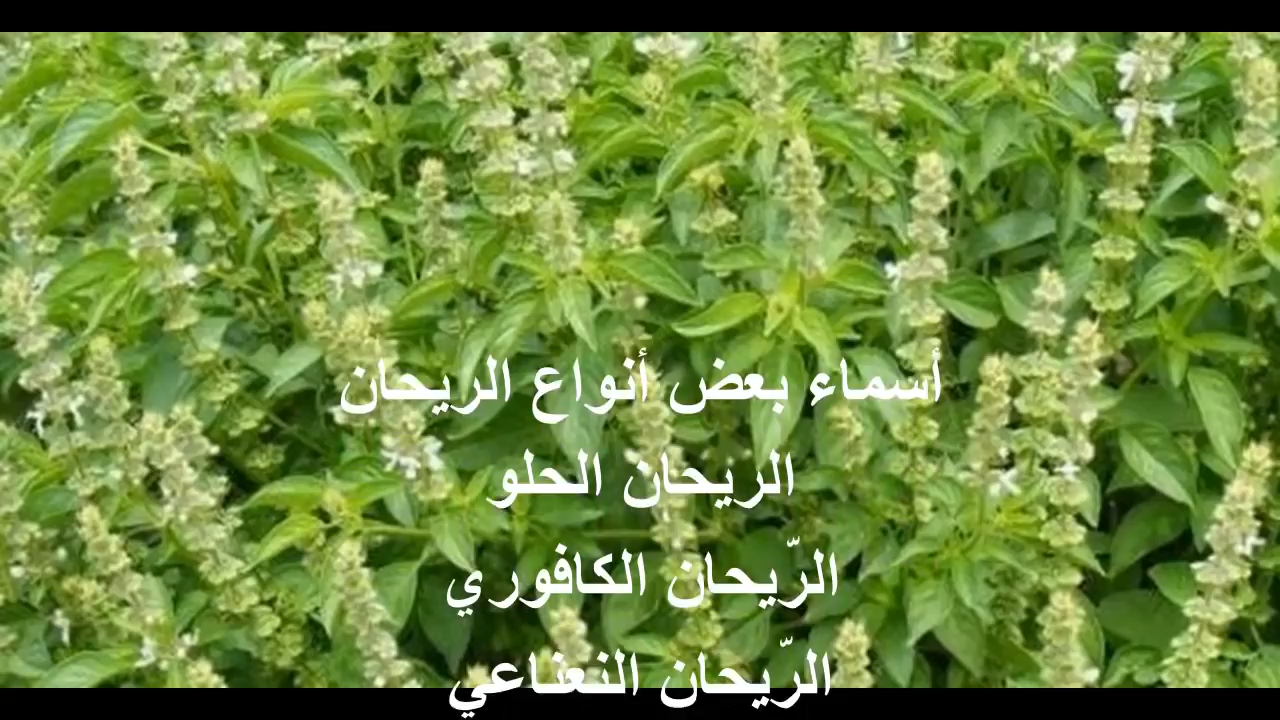 أسماء بعض أنواع الريحان
الريحان الحلو
الرّيحان الكافوري
الرّيحان النعناعي